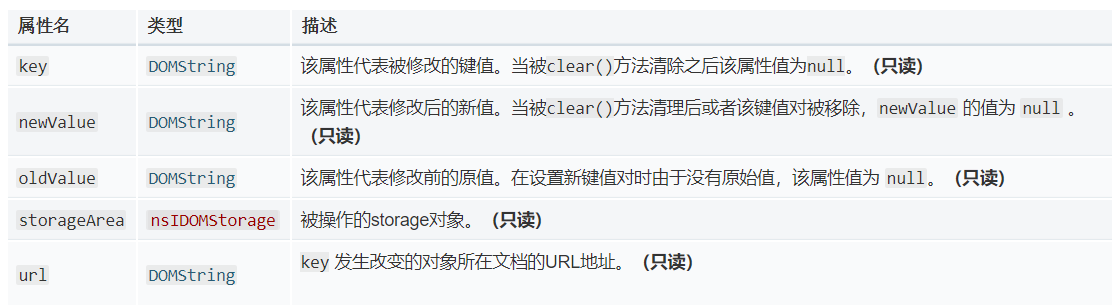 属性名 类型 描述
key DOMString 该属性代表被修改的键值。当被clear()方法清除之后该属性值为null。(只读)
newValue DOMString 该属性代表修改后的新值。当被clear()方法清理后或者该键值对被移除，newValue 的值为 null 。
(只读)
oldValue DOMString 该属性代表修改前的原值。在设置新键值对时由于没有原始值，该属性值为 null。(只读)
storageArea nsIDOMStorage 被操作的storage对象。(只读)
url DOMString key 发生改变的对象所在文档的URL地址。(只读)